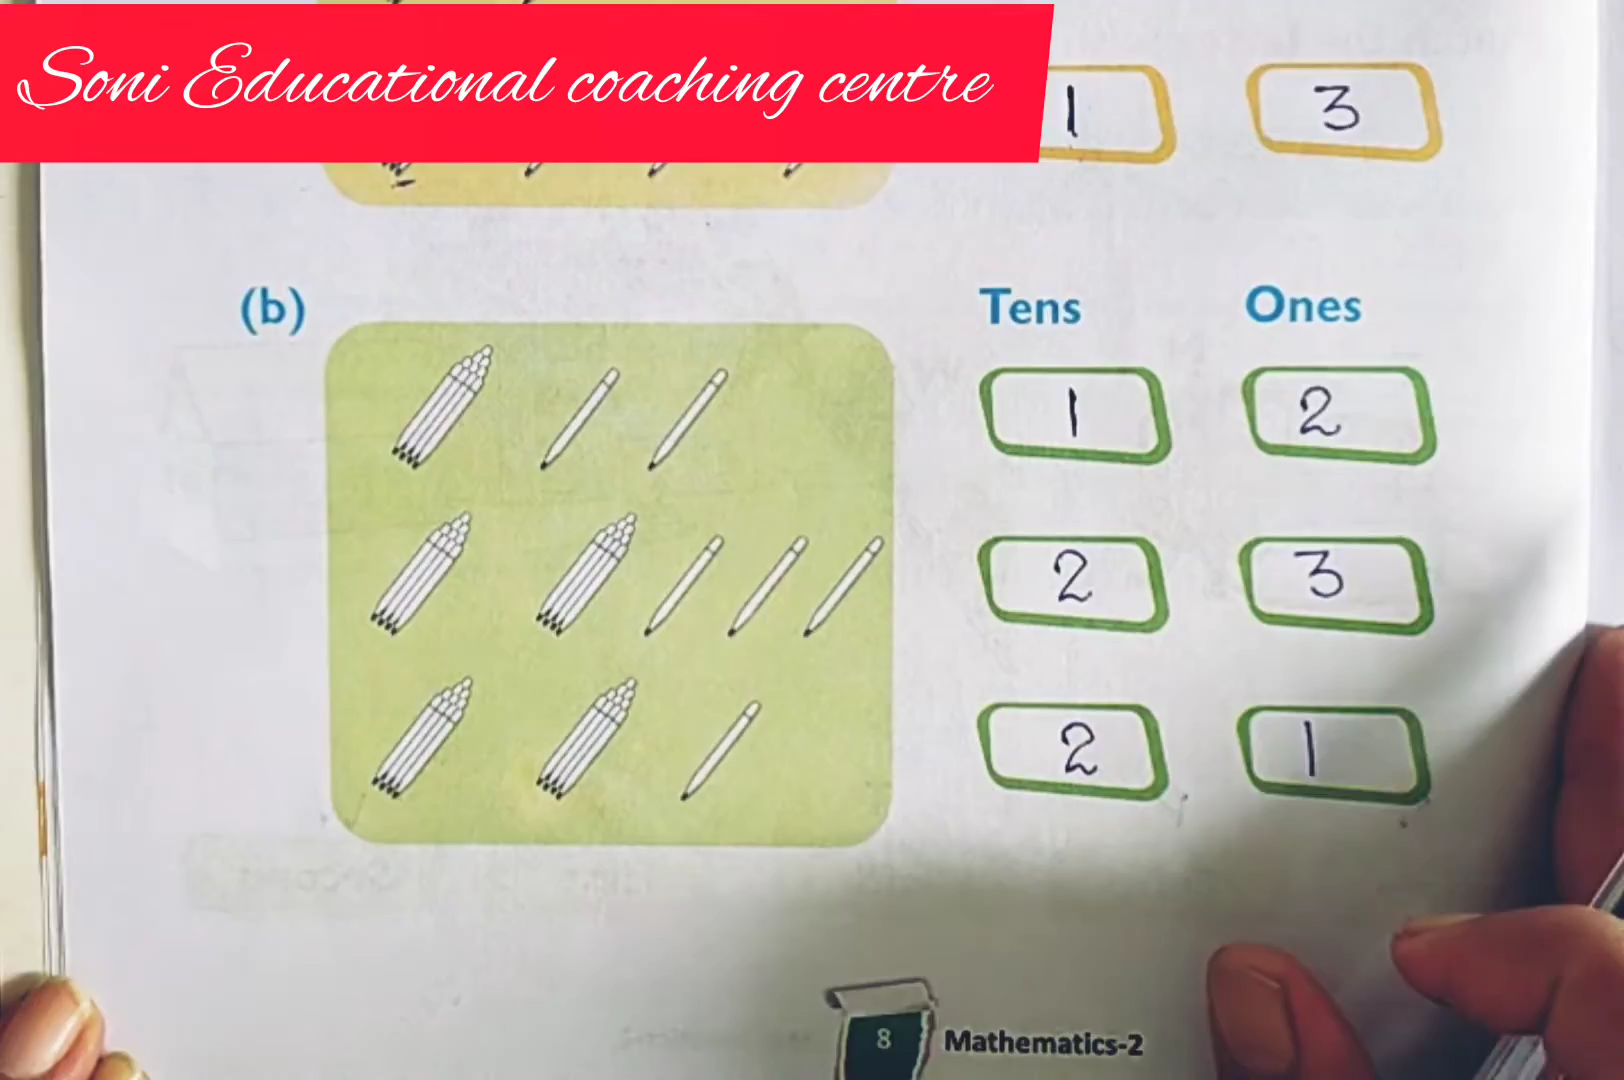 Soni Educational coaching centre
1 3
(b) Tens Ones
1 2
2 3
2 1
8 Mathematics-2